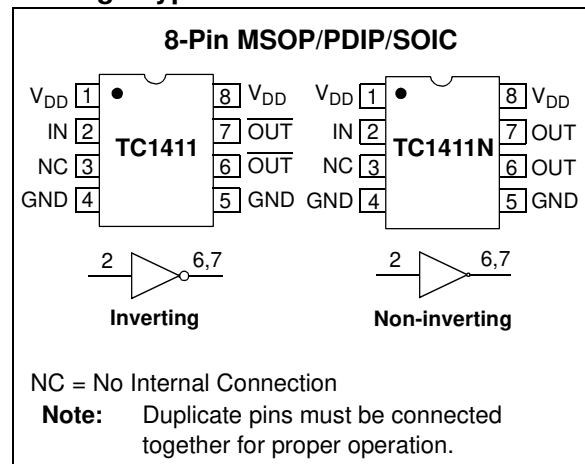 8-Pin MSOP/PDIP/SOIC
VDD 1 8 VDD VDD 1 8 VDD
IN 2 7 OUT IN 2 7 OUT
TC1411 TC1411N
NC 3 6 OUT NC 3 6 OUT
GND 4 5 GND GND 4 5 GND
2 6,7 2 6,7
Inverting Non-inverting
NC = No Internal Connection
Note: Duplicate pins must be connected
together for proper operation.